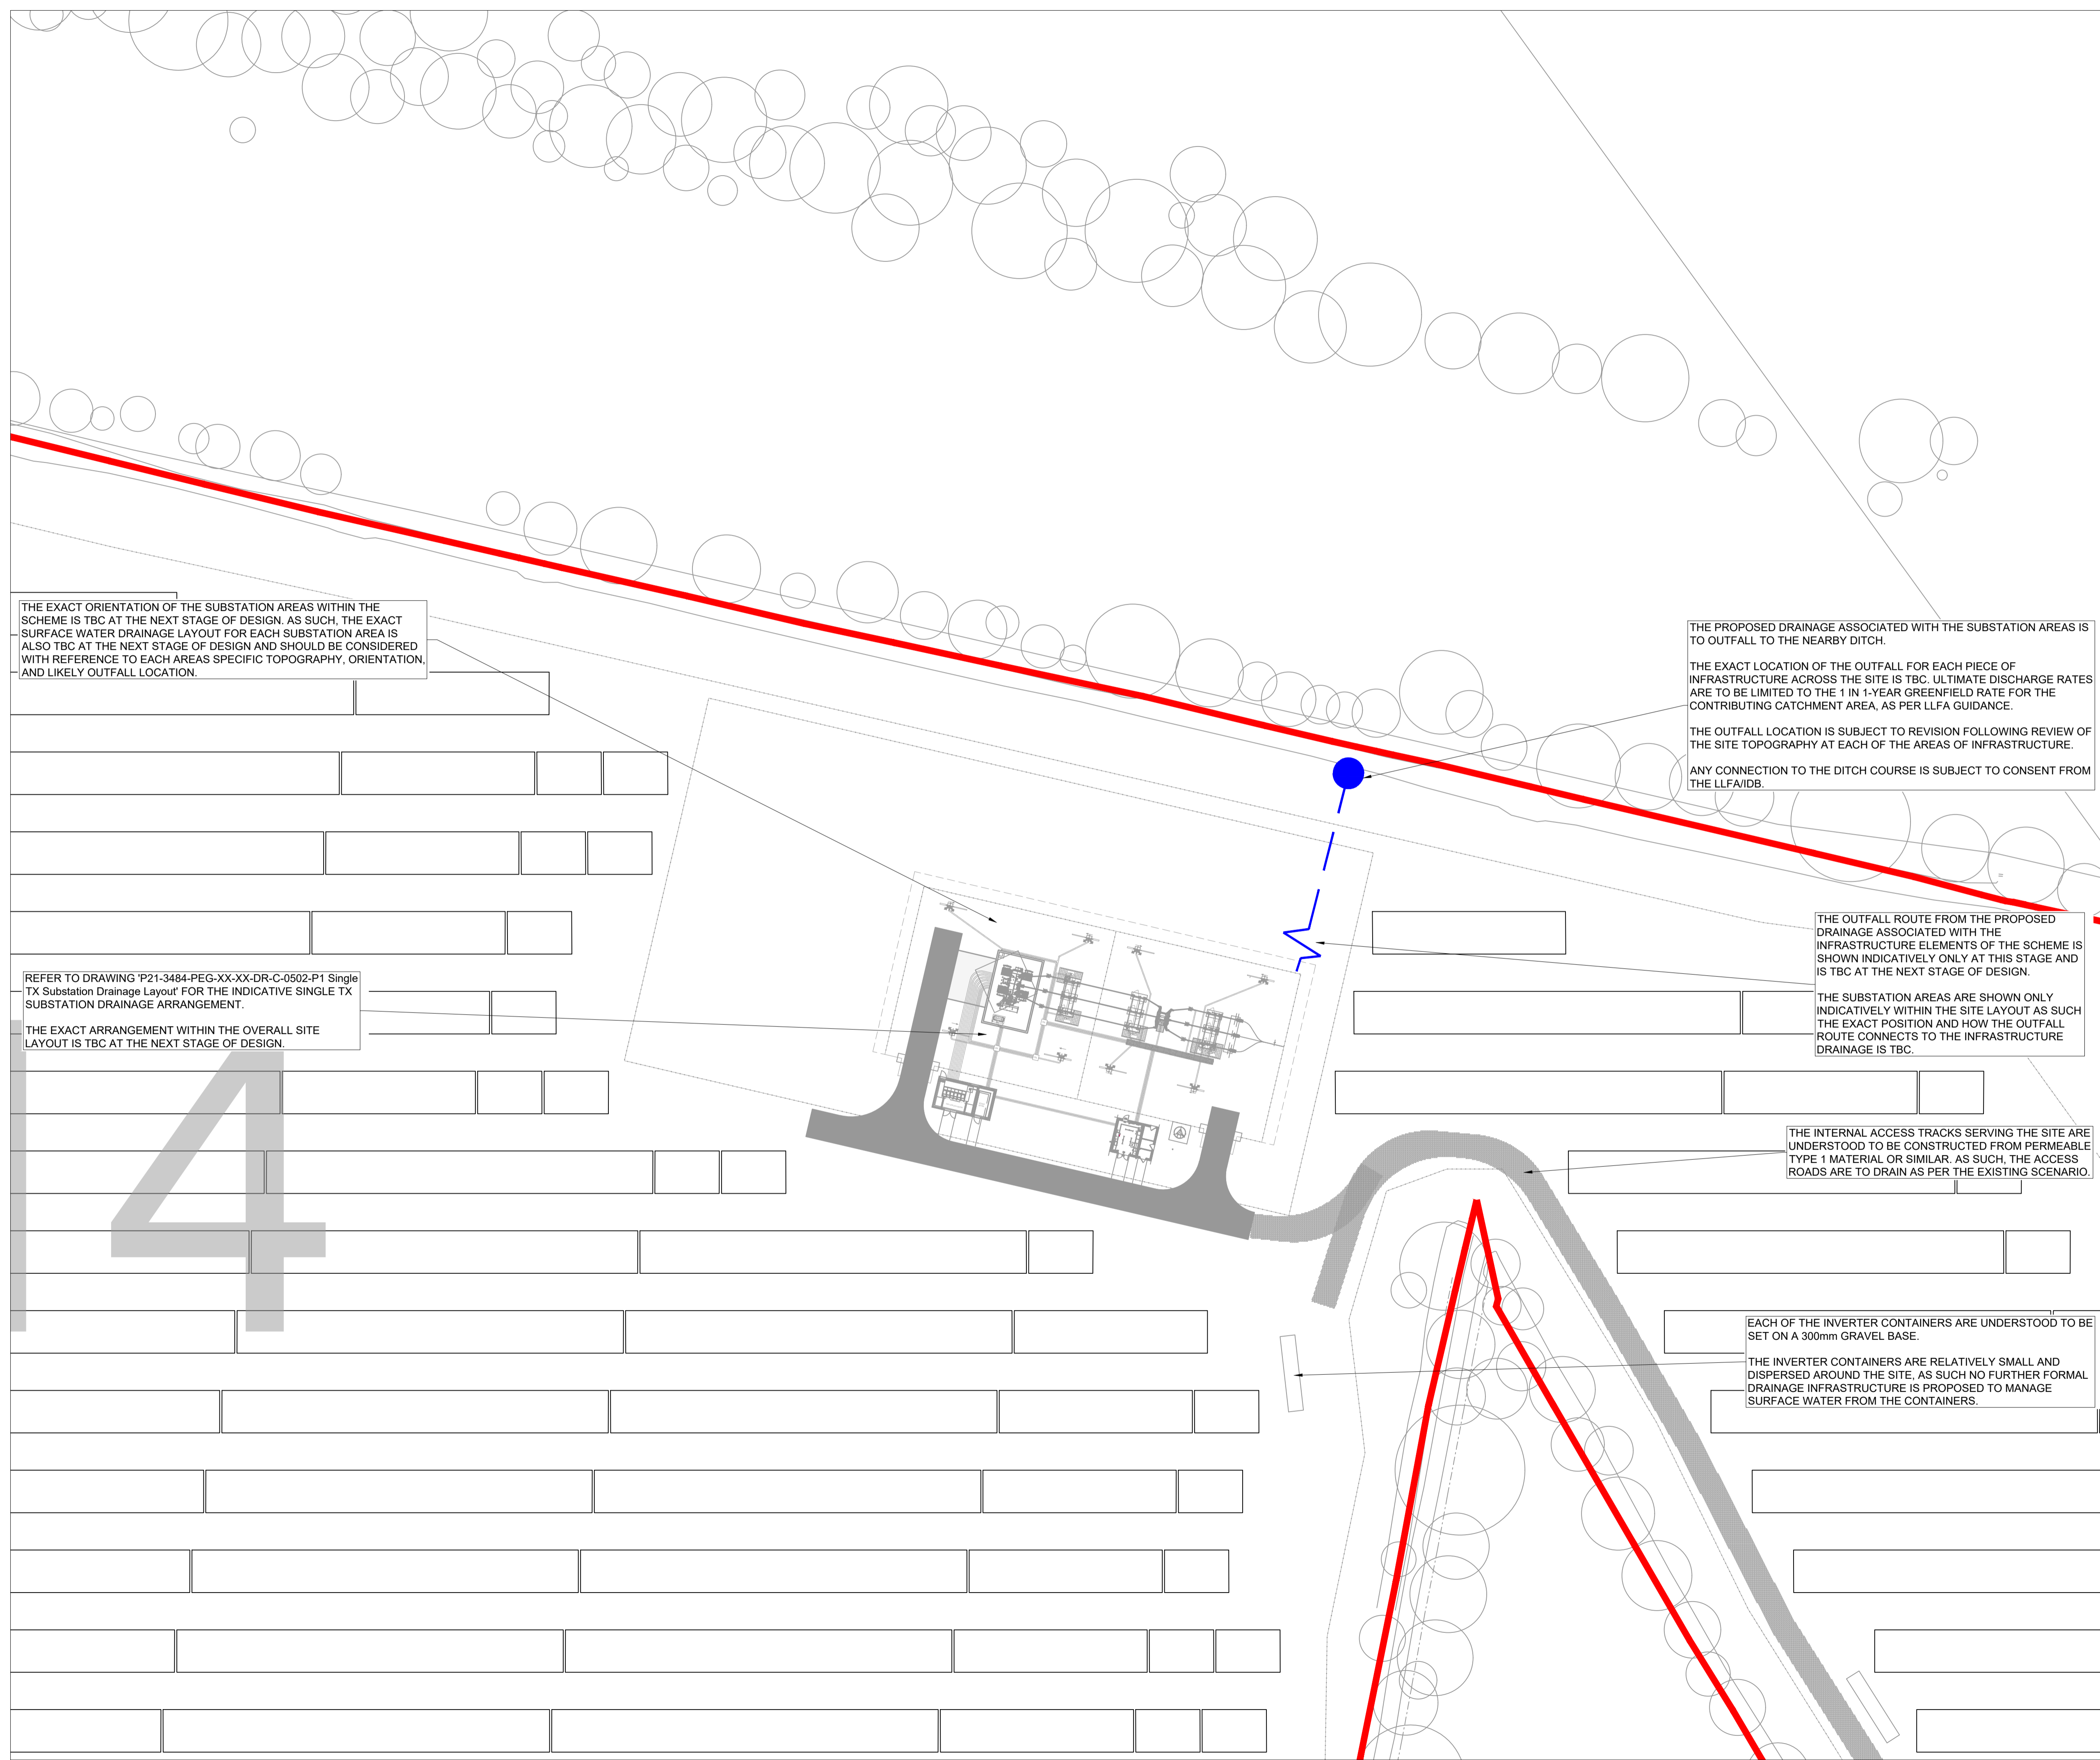 THE EXACT ORIENTATION OF THE SUBSTATION AREAS WITHIN THE
SCHEME IS TBC AT THE NEXT STAGE OF DESIGN. AS SUCH, THE EXACT
SURFACE WATER DRAINAGE LAYOUT FOR EACH SUBSTATION AREA IS
ALSO TBC AT THE NEXT STAGE OF DESIGN AND SHOULD BE CONSIDERED
WITH REFERENCE TO EACH AREAS SPECIFIC TOPOGRAPHY, ORIENTATION,
AND LIKELY OUTFALL LOCATION.
THE PROPOSED DRAINAGE ASSOCIATED WITH THE SUBSTATION AREAS IS
TO OUTFALL TO THE NEARBY DITCH.
THE EXACT LOCATION OF THE OUTFALL FOR EACH PIECE OF
INFRASTRUCTURE ACROSS THE SITE IS TBC. ULTIMATE DISCHARGE RATES
ARE TO BE LIMITED TO THE 1 IN 1-YEAR GREENFIELD RATE FOR THE
CONTRIBUTING CATCHMENT AREA, AS PER LLFA GUIDANCE.
THE OUTFALL LOCATION IS SUBJECT TO REVISION FOLLOWING REVIEW OF
THE SITE TOPOGRAPHY AT EACH OF THE AREAS OF INFRASTRUCTURE.
ANY CONNECTION TO THE DITCH COURSE IS SUBJECT TO CONSENT FROM
THE LLFA/IDB.
REFER TO DRAWING 'P21-3484-PEG-XX-XX-DR-C-0502-P1 Single
TX Substation Drainage Layout' FOR THE INDICATIVE SINGLE TX
SUBSTATION DRAINAGE ARRANGEMENT.
THE EXACT ARRANGEMENT WITHIN THE OVERALL SITE
LAYOUT IS TBC AT THE NEXT STAGE OF DESIGN.
THE OUTFALL ROUTE FROM THE PROPOSED
DRAINAGE ASSOCIATED WITH THE
INFRASTRUCTURE ELEMENTS OF THE SCHEME IS
SHOWN INDICATIVELY ONLY AT THIS STAGE AND
IS TBC AT THE NEXT STAGE OF DESIGN.
THE SUBSTATION AREAS ARE SHOWN ONLY
INDICATIVELY WITHIN THE SITE LAYOUT AS SUCH
THE EXACT POSITION AND HOW THE OUTFALL
ROUTE CONNECTS TO THE INFRASTRUCTURE
DRAINAGE IS TBC.
4
THE INTERNAL ACCESS TRACKS SERVING THE SITE ARE
UNDERSTOOD TO BE CONSTRUCTED FROM PERMEABLE
TYPE 1 MATERIAL OR SIMILAR. AS SUCH, THE ACCESS
ROADS ARE TO DRAIN AS PER THE EXISTING SCENARIO.
EACH OF THE INVERTER CONTAINERS ARE UNDERSTOOD TO BE
SET ON A 300mm GRAVEL BASE.
THE INVERTER CONTAINERS ARE RELATIVELY SMALL AND
DISPERSED AROUND THE SITE, AS SUCH NO FURTHER FORMAL
DRAINAGE INFRASTRUCTURE IS PROPOSED TO MANAGE
SURFACE WATER FROM THE CONTAINERS.